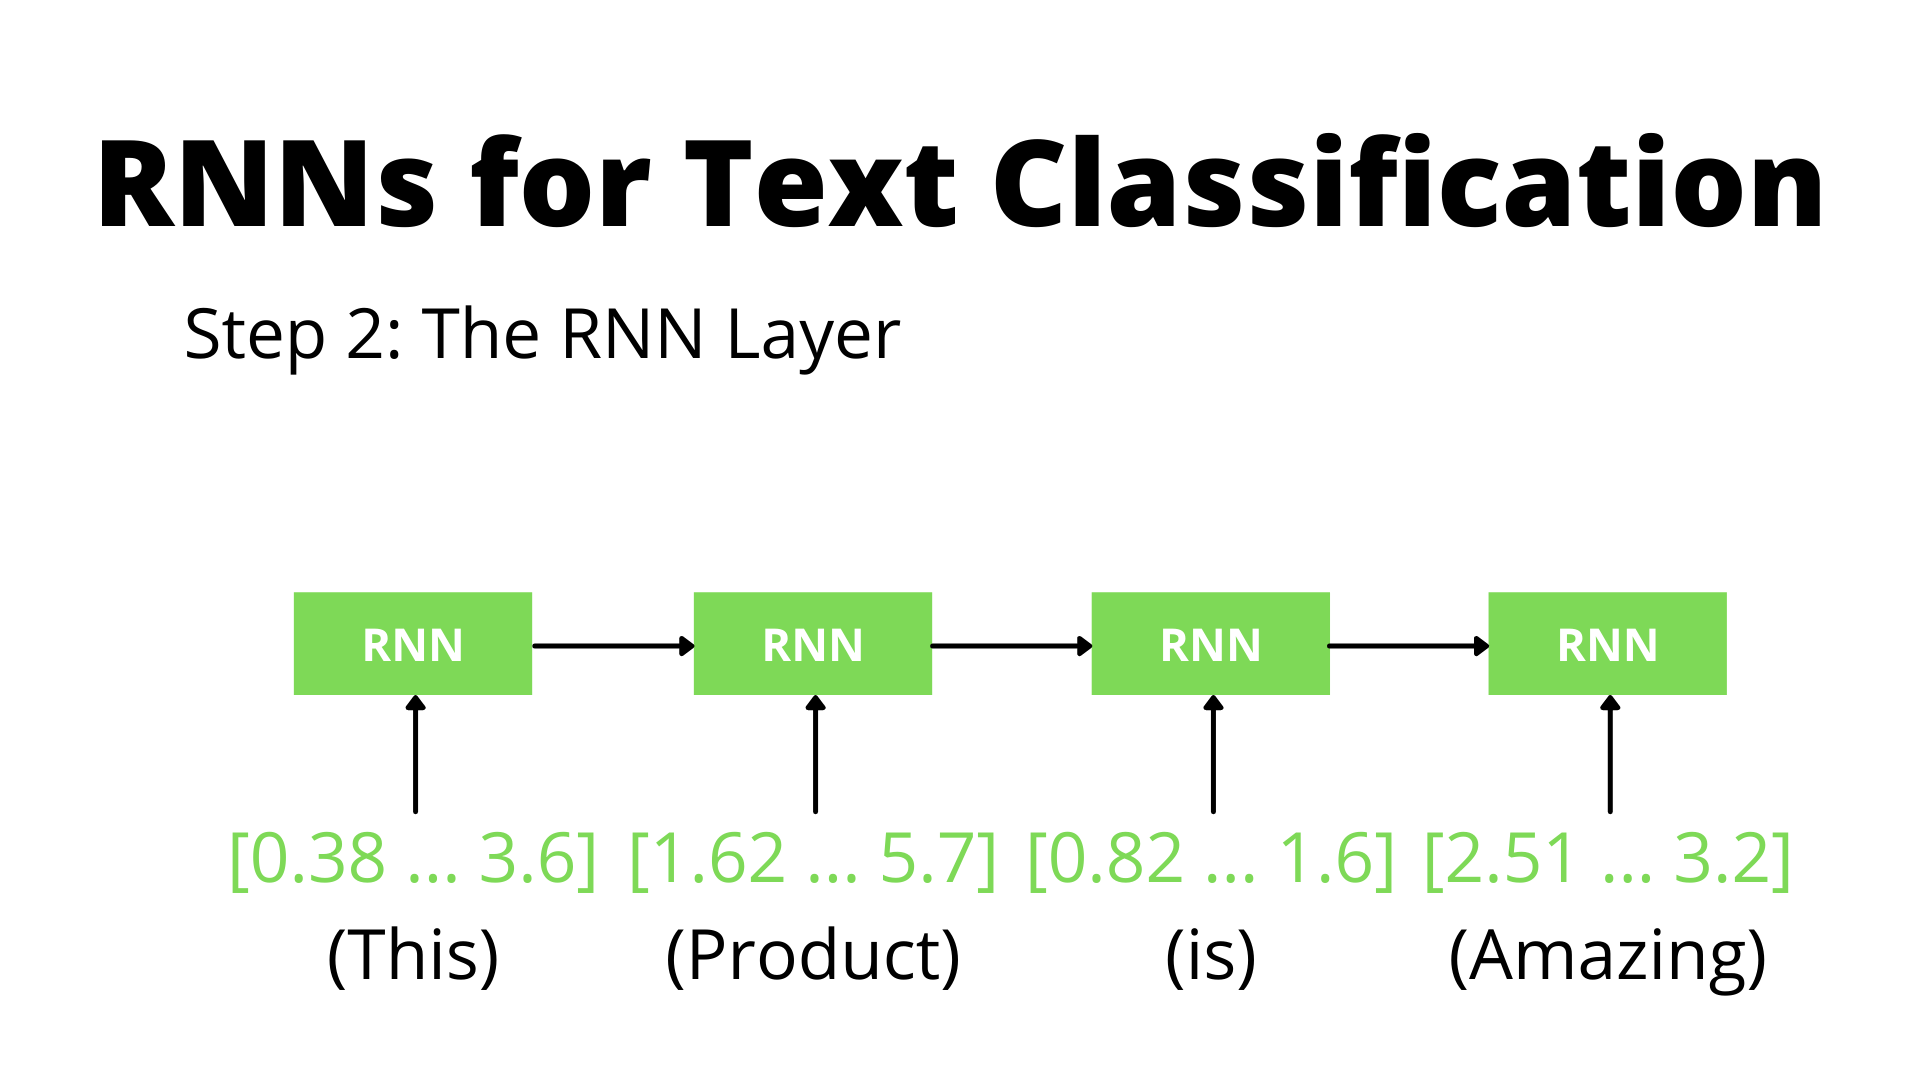 RNNs for Text Classification
Step 2: The RNN Layer
RNN RNN RNN RNN
[0.38 ... 3.6] [1.62 ... 5.7] [0.82 ... 1.6] [2.51 ... 3.2]
(This) (Product) (is) (Amazing)